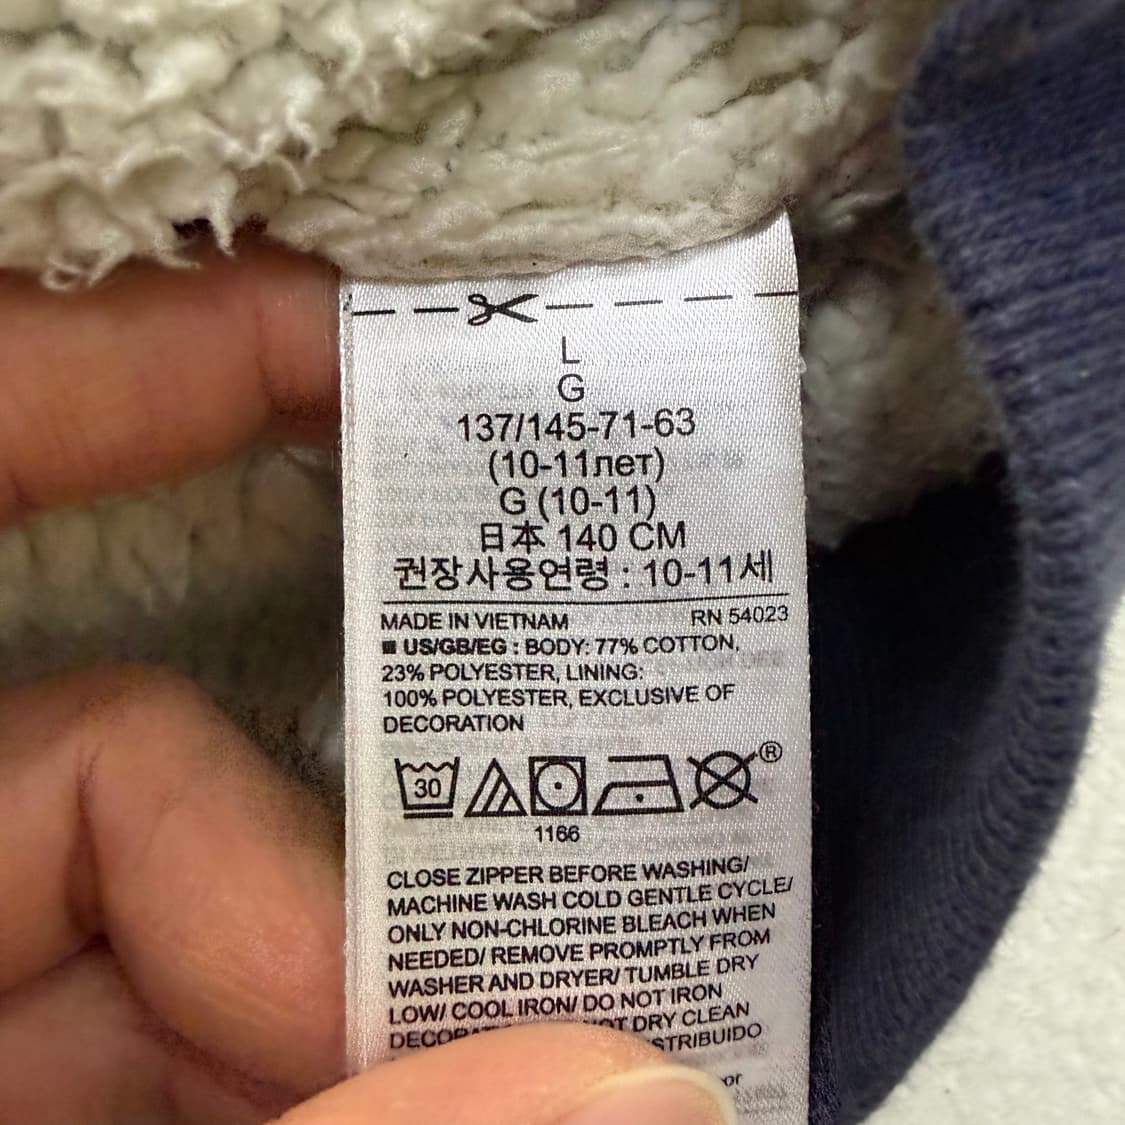 L
G
137/145-71-63
(10-11лет)
G (10-11)
日本 140 CM
권장사용연령 : 10-11세
MADE IN VIETNAM RN 54023
■ US/GB/EG : BODY: 77% COTTON,
23% POLYESTER, LINING:
100% POLYESTER, EXCLUSIVE OF
DECORATION
30 ®
1166
CLOSE ZIPPER BEFORE WASHING/
MACHINE WASH COLD GENTLE CYCLE/
ONLY NON-CHLORINE BLEACH WHEN
NEEDED/ REMOVE PROMPTLY FROM
WASHER AND DRYER/ TUMBLE DRY
LOW/ COOL IRON/ DO NOT IRON
DRY CLEAN